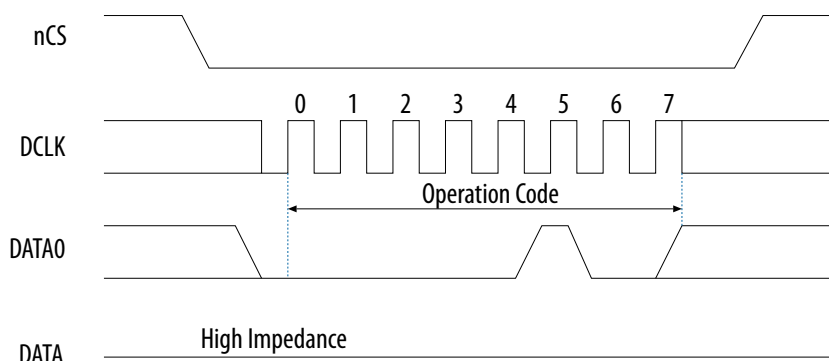 nCS
0 1 2 3 4 5 6 7
DCLK
Operation Code
DATA0
High Impedance
DATA